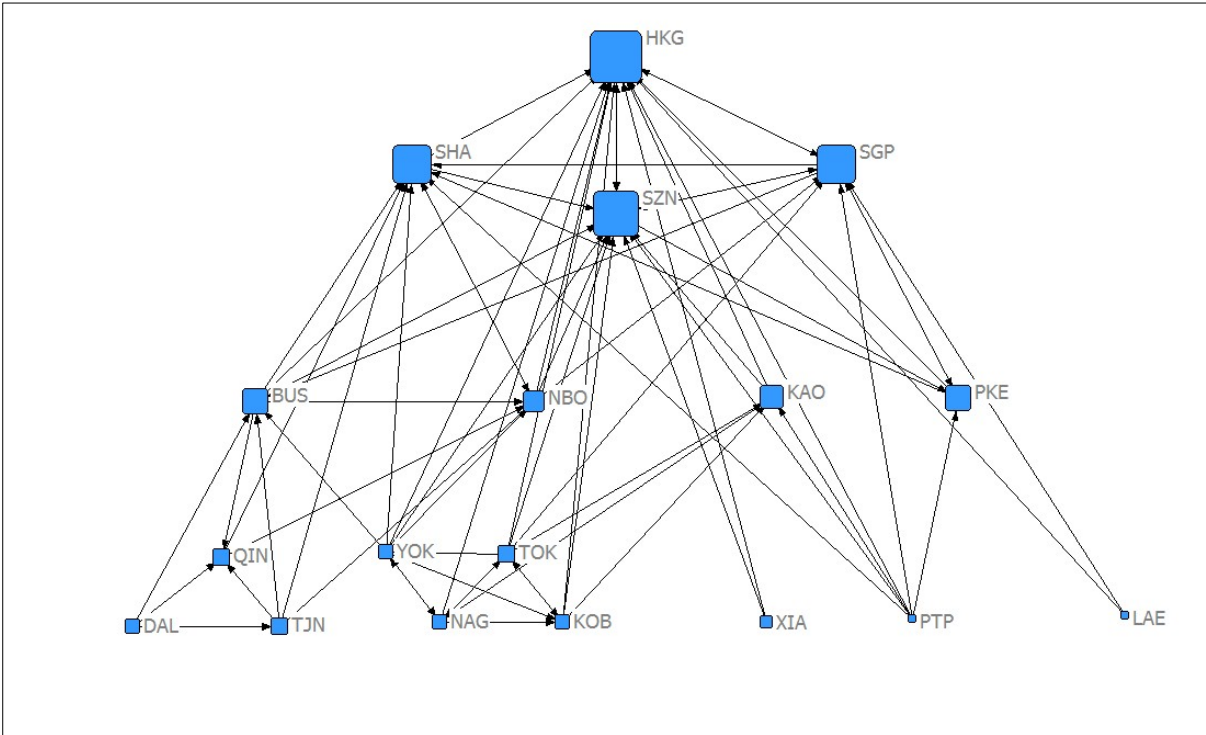 HKG
SHA
SGP
SZN
BUS
NBO
KAO
PKE
QIN
YOK
TOK
DAL
TJN
NAG
KOB
XIA
PTP
LAE